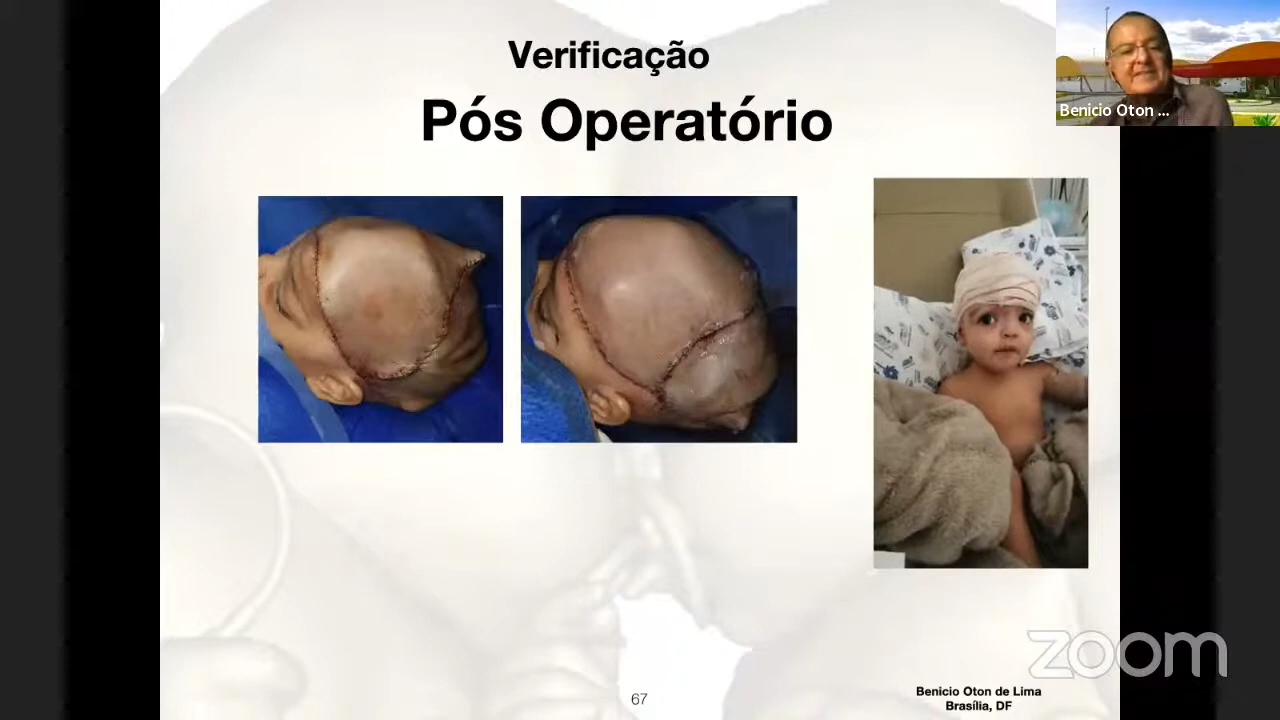 Verificação
Pós Operatório
Benicio Oton ...
67
Benicio Oton de Lima
Brasília, DF
zoom